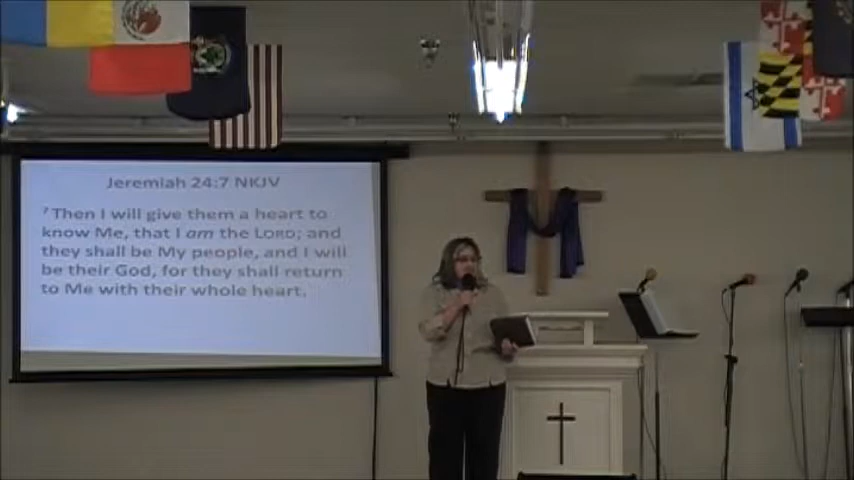 Jeremiah 24:7 NKJV
7 Then I will give them a heart to
know Me, that I am the LORD; and
they shall be My people, and I will
be their God, for they shall return
to Me with their whole heart.